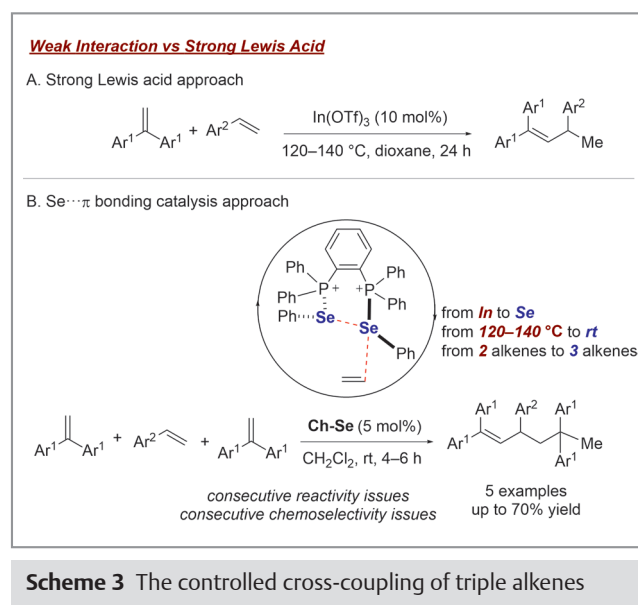 Weak Interaction vs Strong Lewis Acid
A. Strong Lewis acid approach
Ar1 Ar1 + Ar2
In(OTf)3 (10 mol%)
120–140 °C, dioxane, 24 h
Ar1 Ar2
Ar1 Me
B. Se···π bonding catalysis approach
Ph Ph
Ph P+ +P Ph
Ph Se Se
Ph
from In to Se
from 120–140 °C to rt
from 2 alkenes to 3 alkenes
Ar1 Ar1 + Ar2 + Ar1 Ar1
Ch-Se (5 mol%)
CH2Cl2, rt, 4–6 h
Ar1 Ar2 Ar1
Ar1 Me
Ar1
consecutive reactivity issues
consecutive chemoselectivity issues
5 examples
up to 70% yield
Scheme 3 The controlled cross-coupling of triple alkenes